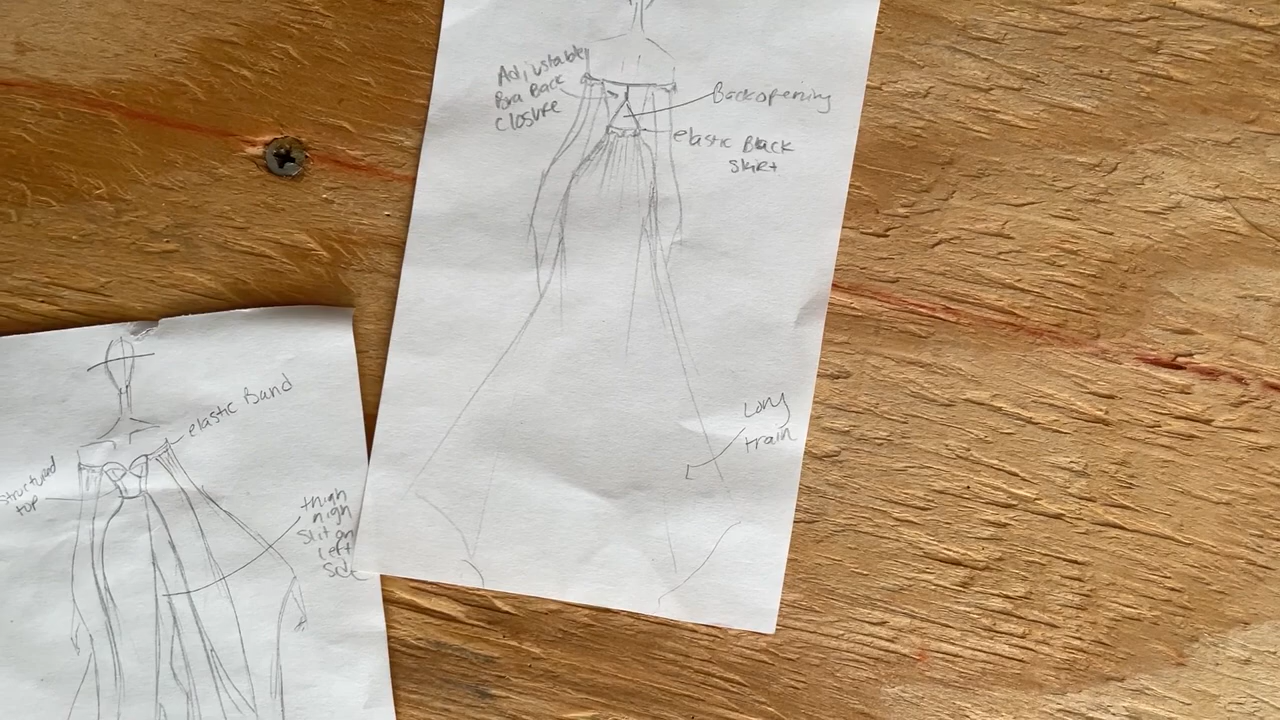 Adjustable
Bra Back
Closure
Back opening
elastic Black
Skirt
Long
train
elastic Band
structured
top
thigh
high
Slit on
Left
Side